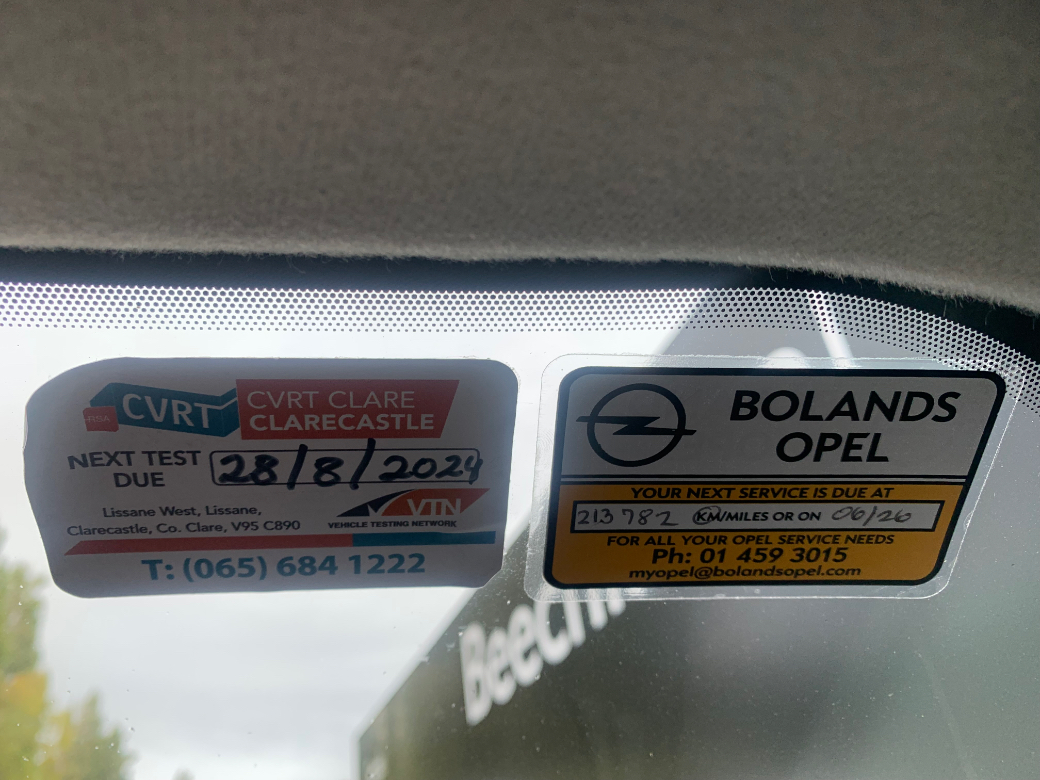 RSA CVRT
CVRT CLARE
CLARECASTLE
NEXT TEST
DUE
28/8/2024
Lissane West, Lissane,
Clarecastle, Co. Clare, V95 C890
VTN
VEHICLE TESTING NETWORK
T: (065) 684 1222
BOLANDS
OPEL
YOUR NEXT SERVICE IS DUE AT
213782 KM/MILES OR ON 06/26
FOR ALL YOUR OPEL SERVICE NEEDS
Ph: 01 459 3015
myopel@bolandsopel.com